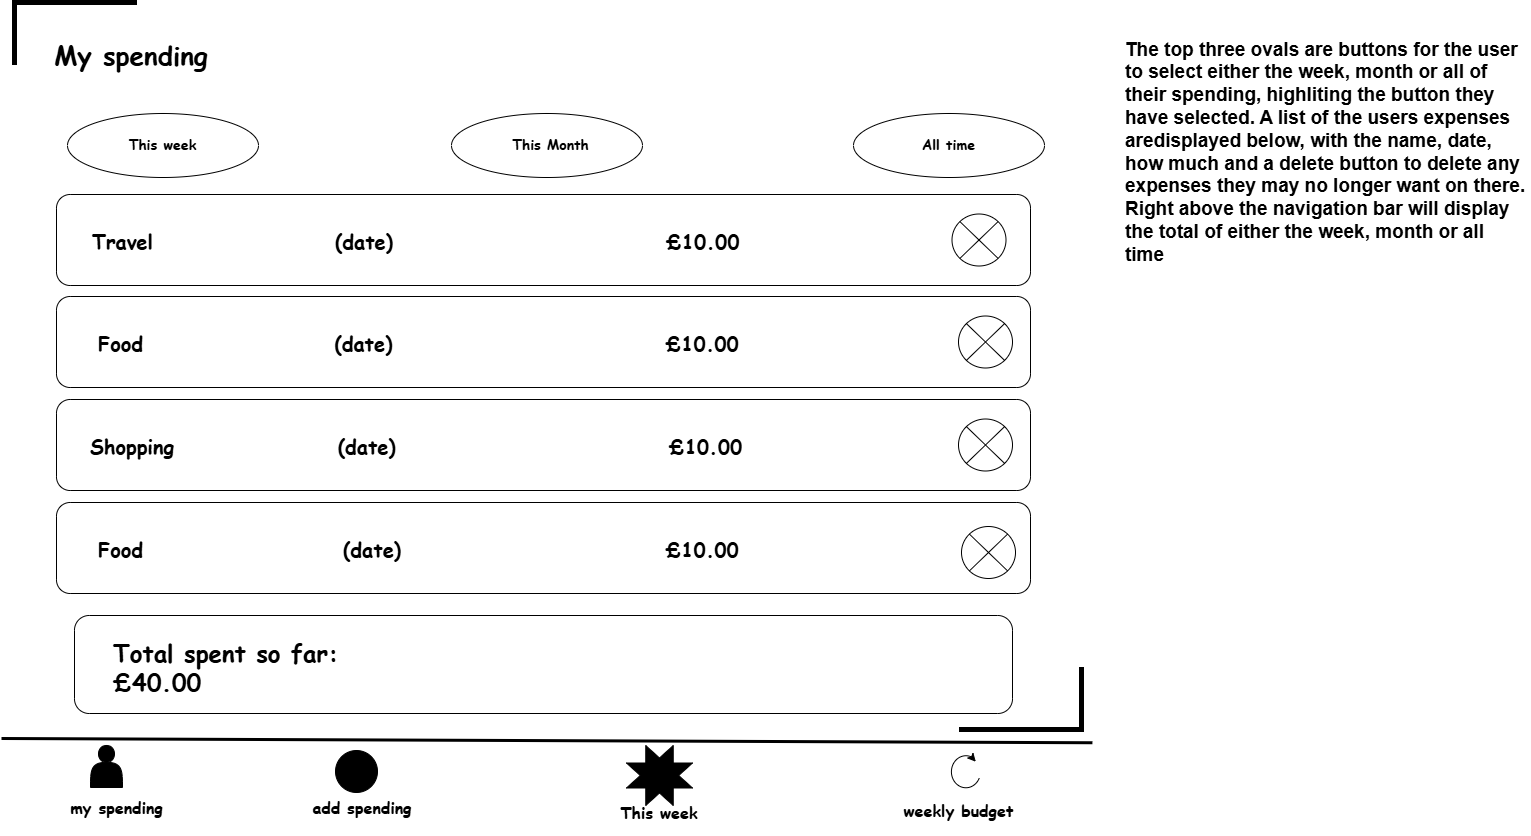 My spending
This week
This Month
All time
Travel (date) £10.00
Food (date) £10.00
Shopping (date) £10.00
Food (date) £10.00
Total spent so far:
£40.00
my spending
add spending
This week
weekly budget
The top three ovals are buttons for the user
to select either the week, month or all of
their spending, highliting the button they
have selected. A list of the users expenses
aredisplayed below, with the name, date,
how much and a delete button to delete any
expenses they may no longer want on there.
Right above the navigation bar will display
the total of either the week, month or all
time